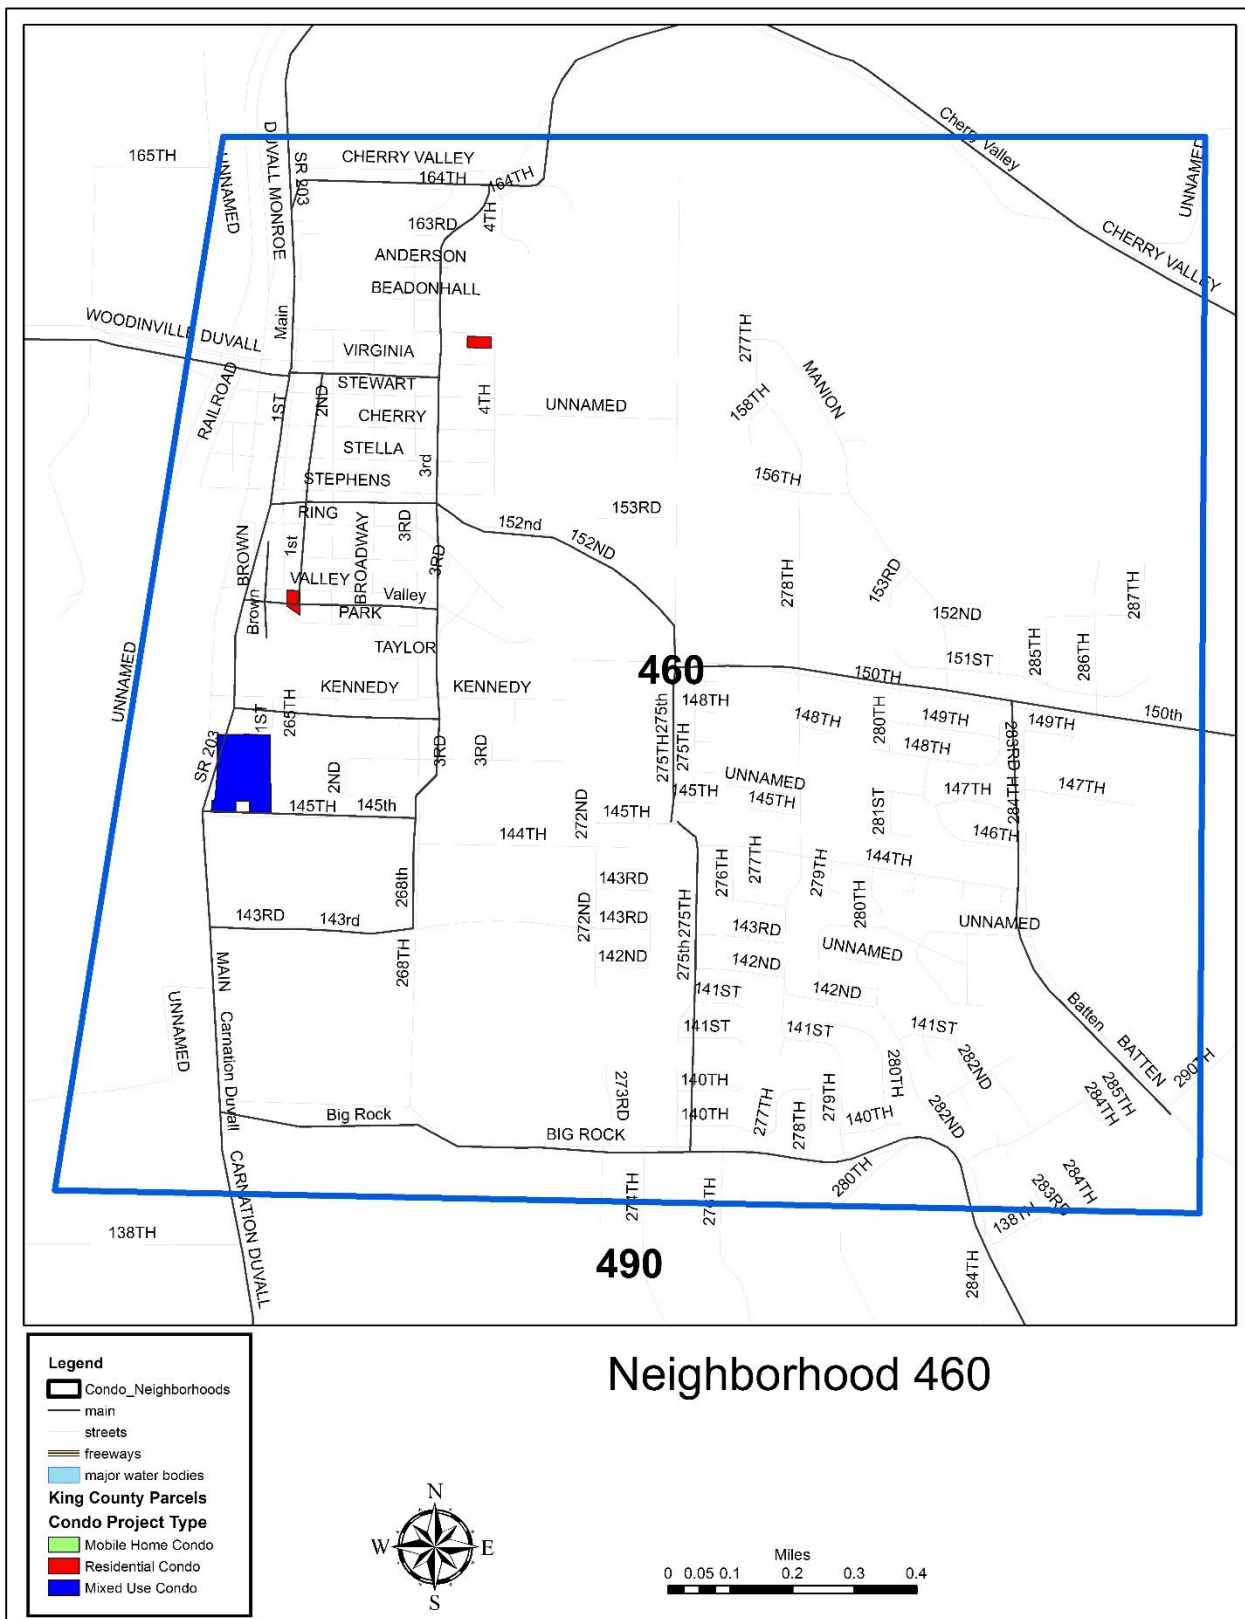 Cherry Valley
UNNAMED
165TH
UNNAMED
DUVALL MONROE
SR 203
CHERRY VALLEY
164TH
164TH
4TH
163RD
ANDERSON
BEADONHALL
CHERRY VALLEY
WOODINVILLE DUVALL
Main
VIRGINIA
277TH
MANION
RAILROAD
1ST
2ND
STEWART
4TH
158TH
CHERRY
UNNAMED
STELLA
3rd
STEPHENS
156TH
RING
BROADWAY
3RD
152nd
153RD
152ND
BROWN
1st
VALLEY
Valley
3RD
278TH
153RD
287TH
Brown
PARK
152ND
TAYLOR
460
151ST
285TH
286TH
UNNAMED
KENNEDY
KENNEDY
150TH
150th
1ST
265TH
275th
148TH
148TH
280TH
149TH
149TH
SR 203
2ND
3RD
3RD
275TH
275TH
UNNAMED
148TH
283RD
147TH
147TH
145TH
145th
272ND
145TH
145TH
145TH
281ST
284TH
146TH
144TH
276TH
277TH
279TH
144TH
268th
143RD
280TH
143RD
143rd
272ND
143RD
275TH
143RD
UNNAMED
268TH
142ND
275th
142ND
UNNAMED
MAIN
UNNAMED
141ST
142ND
Batten
Carnation Duvall
141ST
141ST
141ST
BATTEN
282ND
290TH
273RD
140TH
280TH
285TH
284TH
Big Rock
140TH
277TH
278TH
279TH
140TH
282ND
BIG ROCK
CARNATION DUVALL
274TH
280TH
284TH
283RD
138TH
138TH
490
284TH
Neighborhood 460
Legend
Condo_Neighborhoods
main
streets
freeways
major water bodies
King County Parcels
Condo Project Type
Mobile Home Condo
Residential Condo
Mixed Use Condo
N
W E
S
Miles
0 0.05 0.1 0.2 0.3 0.4